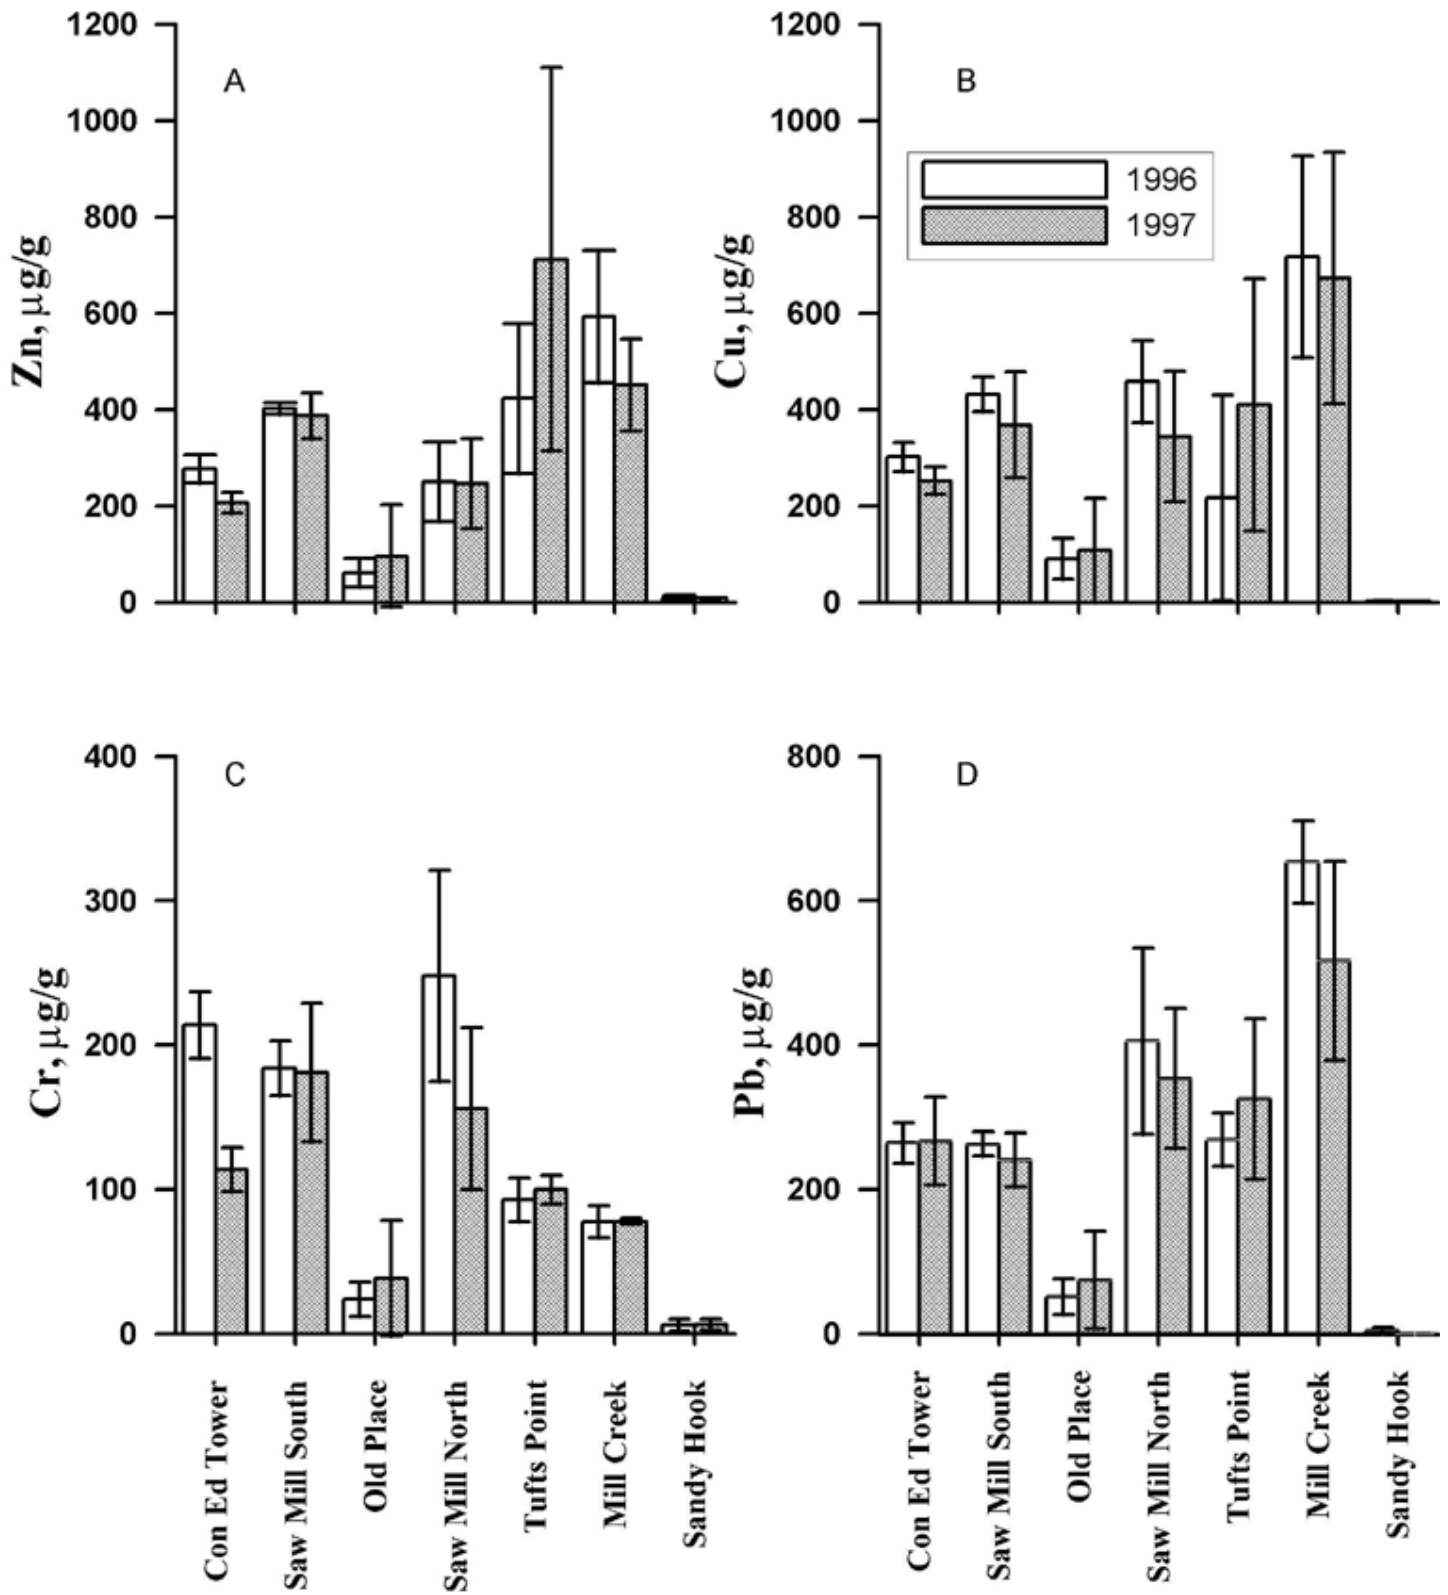 A
1200
1000
800
600
400
200
0
Zn, μg/g
B
1200
1000
800
600
400
200
0
Cu, μg/g
1996
1997
C
400
300
200
100
0
Cr, μg/g
Con Ed Tower
Saw Mill South
Old Place
Saw Mill North
Tufts Point
Mill Creek
Sandy Hook
D
800
600
400
200
0
Pb, μg/g
Con Ed Tower
Saw Mill South
Old Place
Saw Mill North
Tufts Point
Mill Creek
Sandy Hook